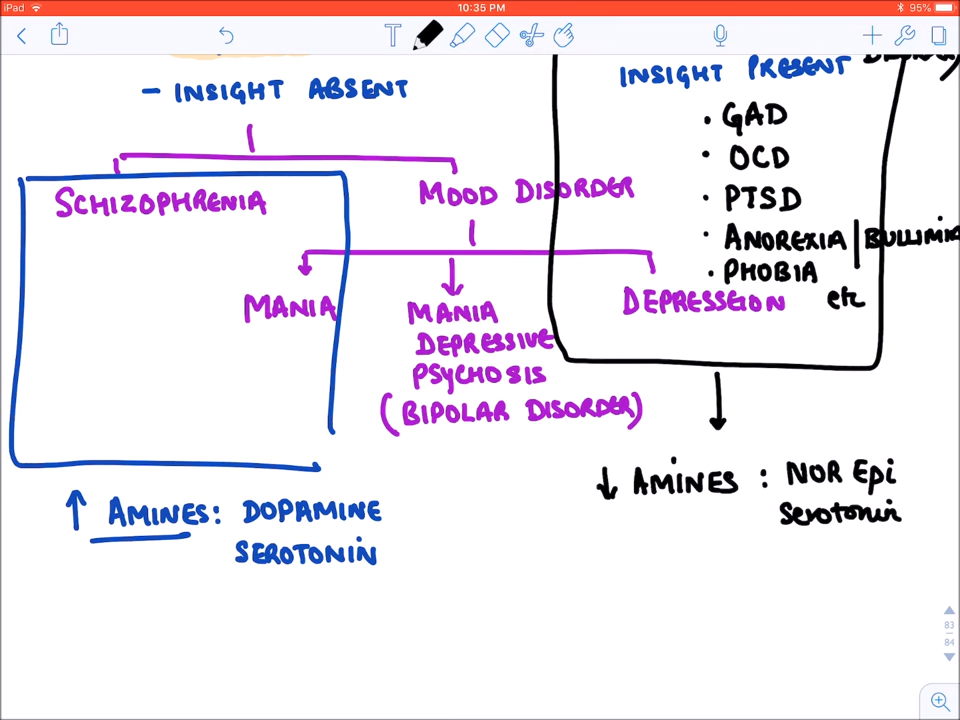 iPad 10:35 PM 95%
T
- INSIGHT ABSENT
SCHIZOPHRENIA
MOOD DISORDER
MANIA
MANIA
DEPRESSIVE
PSYCHOSIS
(BIPOLAR DISORDER)
DEPRESSION
INSIGHT PRESENT
• GAD
• OCD
• PTSD
• ANOREXIA | BULLIMIA
• PHOBIA
etc
↑ AMINES: DOPAMINE
SEROTONIN
↓ AMINES : NOR Epi
Serotonin
83
84